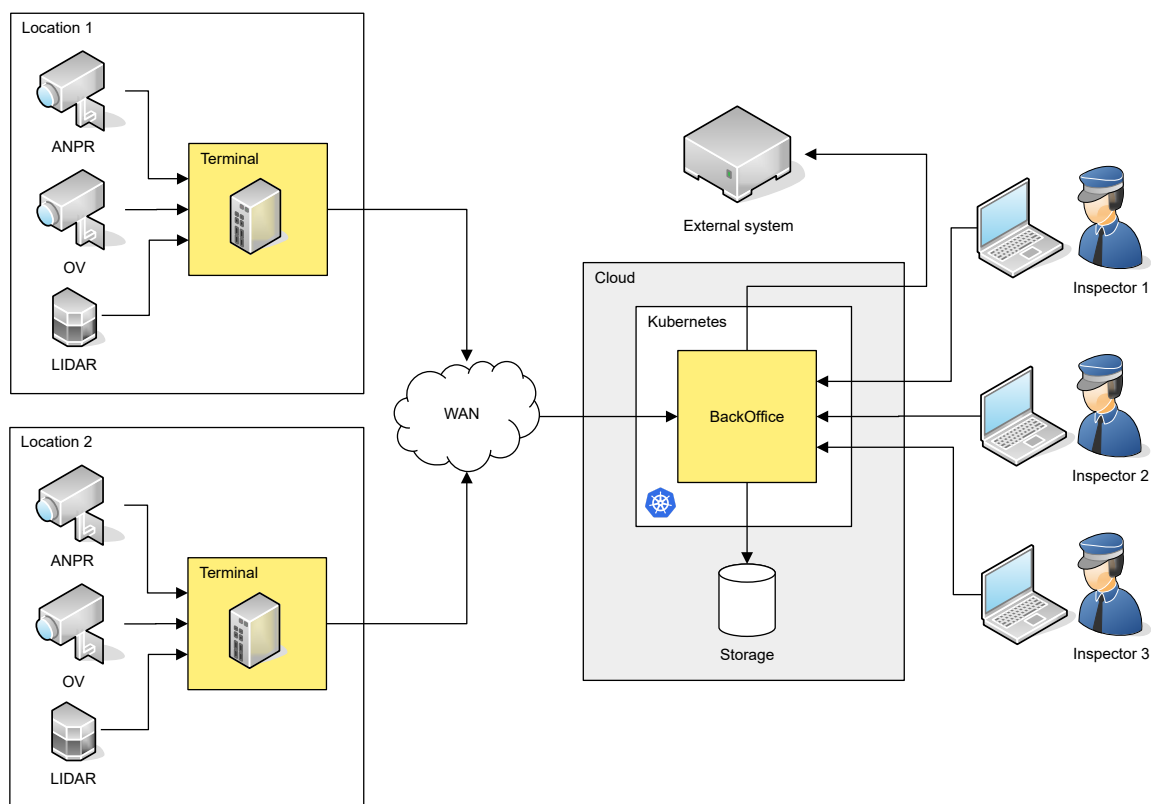 Location 1
ANPR
OV
LIDAR
Terminal
Location 2
ANPR
OV
LIDAR
Terminal
WAN
External system
Cloud
Kubernetes
BackOffice
Storage
Inspector 1
Inspector 2
Inspector 3